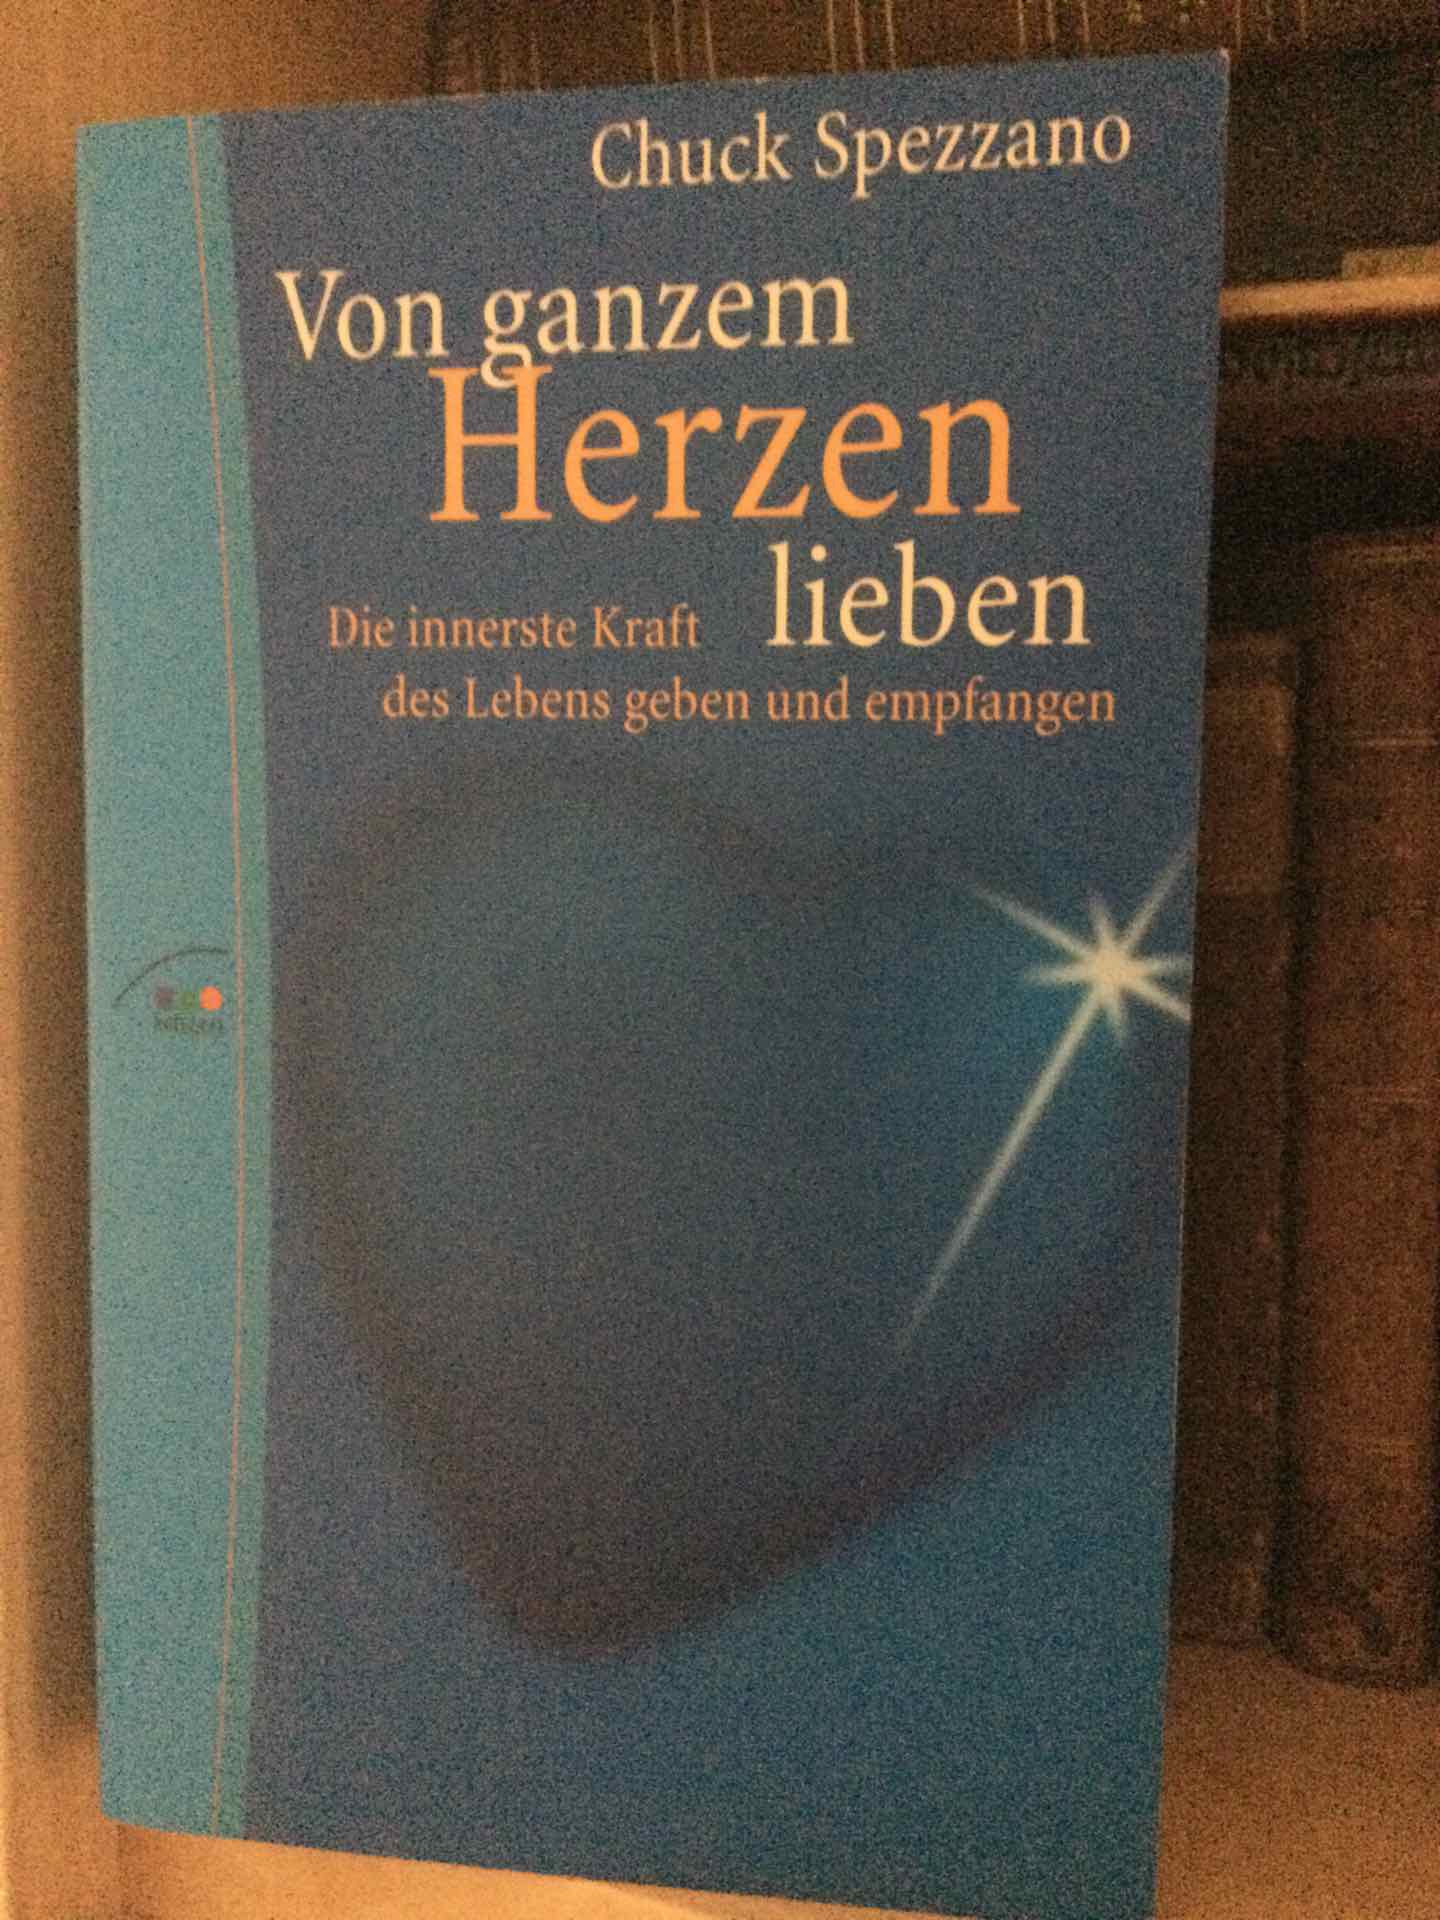 Chuck Spezzano
Von ganzem
Herzen
lieben
Die innerste Kraft
des Lebens geben und empfangen